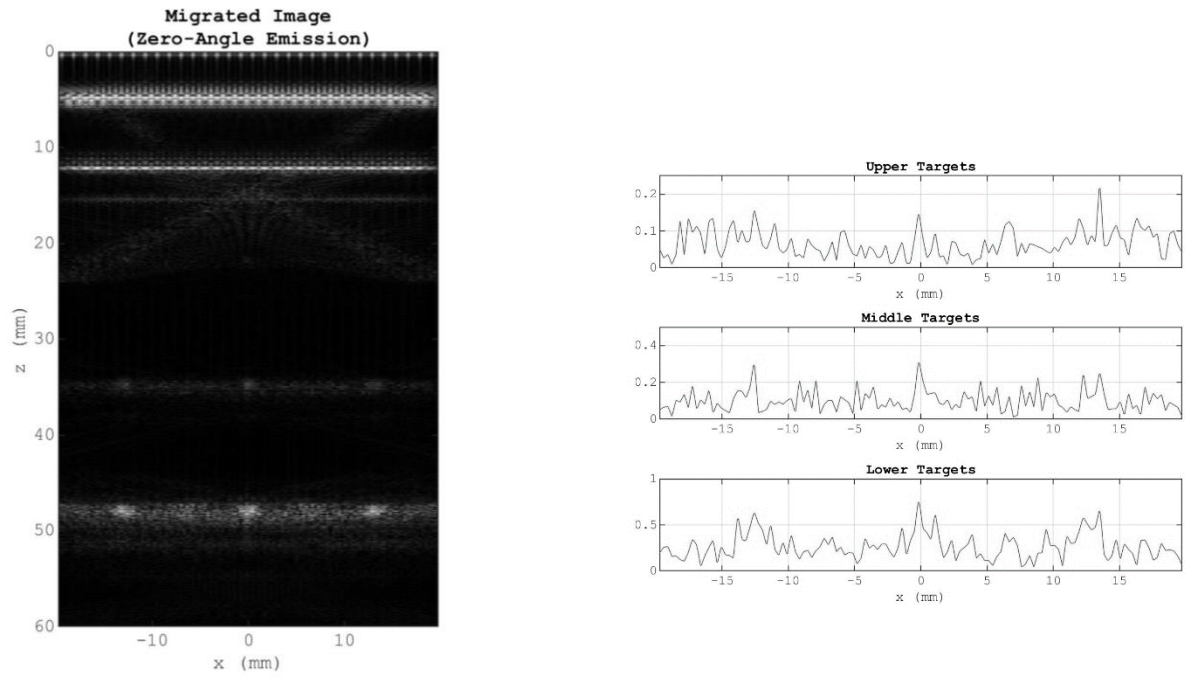 Migrated Image
(Zero-Angle Emission)
0
10
20
30
40
50
60
z (mm)
-10 0 10
x (mm)
Upper Targets
0.2
0.1
0
-15 -10 -5 0 5 10 15
x (mm)
Middle Targets
0.4
0.2
0
-15 -10 -5 0 5 10 15
x (mm)
Lower Targets
1
0.5
0
-15 -10 -5 0 5 10 15
x (mm)